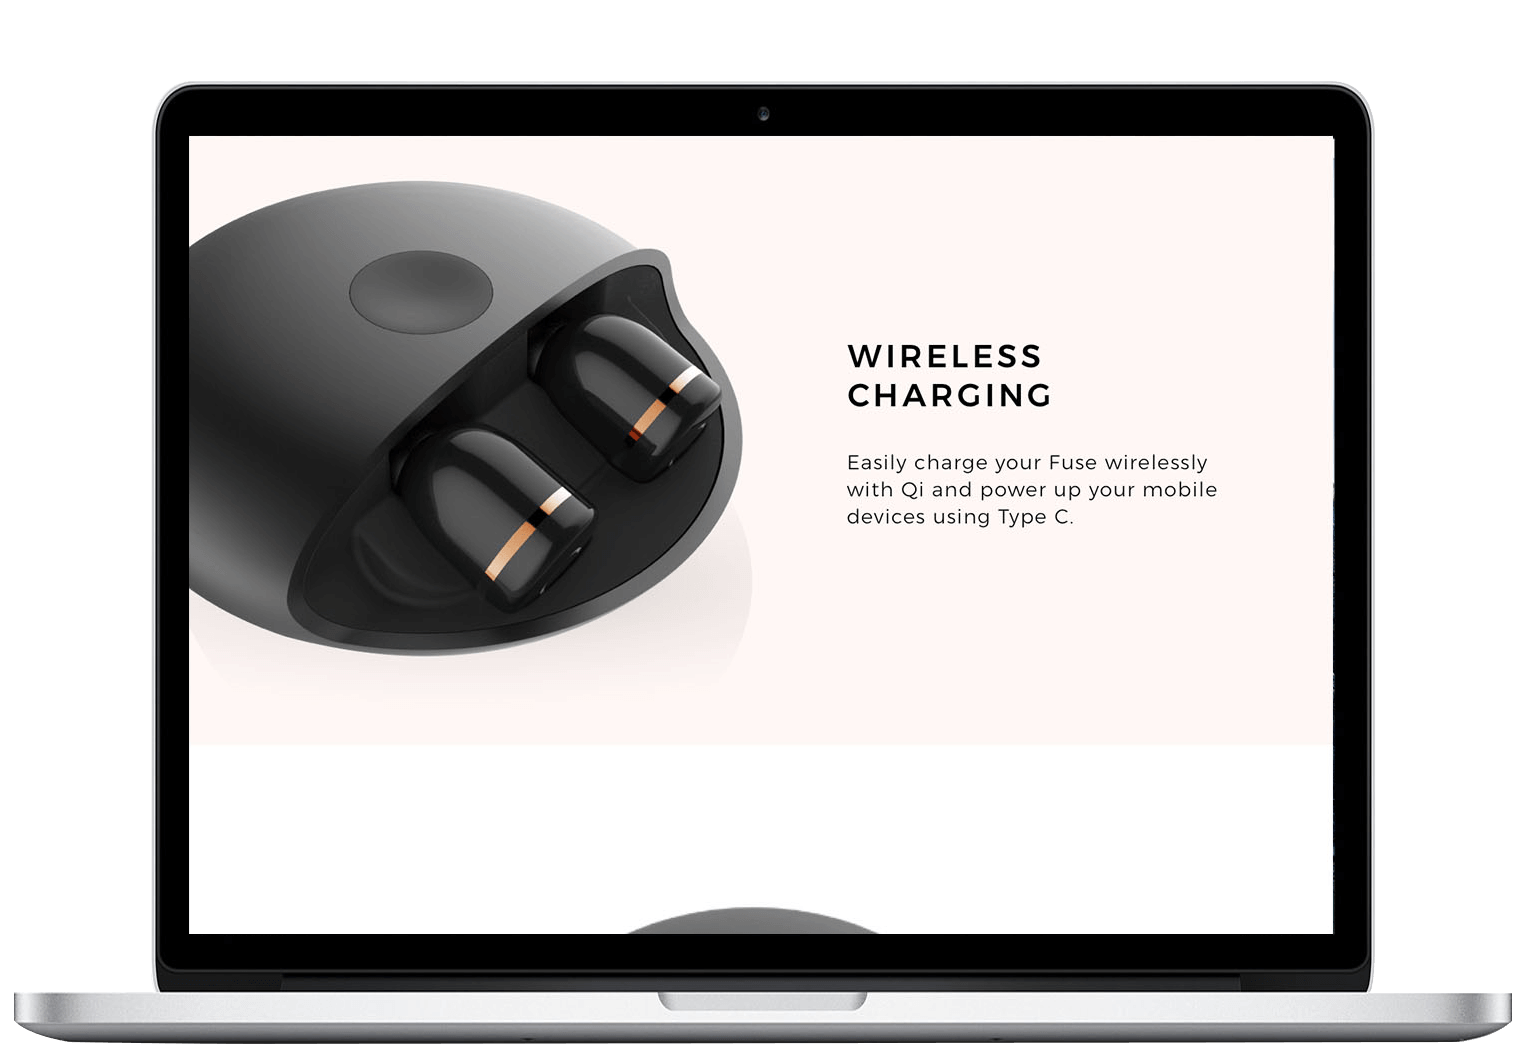 WIRELESS
CHARGING
Easily charge your Fuse wirelessly
with Qi and power up your mobile
devices using Type C.